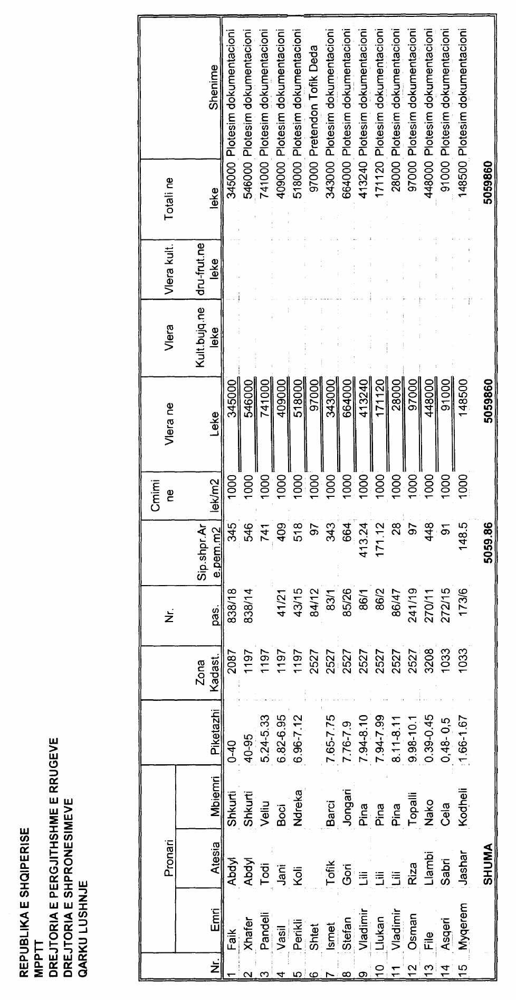 REPUBLIKA E SHQIPERISE
MPPTT
DREJTORIA E PERGJITHSHME E RRUGEVE
DREJTORIA E SHPRONESIMEVE
QARKU LUSHNJE
Pronari Nr. Cmimi ne Vlera ne Vlera Vlera kult. Totali ne
Nr. Emri Atesia Mbiemri Piketazhi Zona Kadast. pas. Sip.shpr.Ar e.pem.m2 lek/m2 Leke Kult.bujq.ne leke dru-frut.ne leke leke Shenime
1 Faik Abdyl Shkurti 0-40 2087 838/18 345 1000 345000 345000 Plotesim dokumentacioni
2 Xhafer Abdyl Shkurti 40-95 1197 838/14 546 1000 546000 546000 Plotesim dokumentacioni
3 Pandeli Todi Veliu 5.24-5.33 1197 741 1000 741000 741000 Plotesim dokumentacioni
4 Vasil Jani Boci 6.82-6.95 1197 41/21 409 1000 409000 409000 Plotesim dokumentacioni
5 Perikli Koli Ndreka 6.96-7.12 1197 43/15 518 1000 518000 518000 Plotesim dokumentacioni
6 Shtet 2527 84/12 97 1000 97000 97000 Pretendon Tofik Deda
7 Ismet Tofik Barci 7.65-7.75 2527 83/1 343 1000 343000 343000 Plotesim dokumentacioni
8 Stefan Gori Jongari 7.76-7.9 2527 85/26 664 1000 664000 664000 Plotesim dokumentacioni
9 Vladimir Lili Pina 7.94-8.10 2527 86/1 413.24 1000 413240 413240 Plotesim dokumentacioni
10 Llukan Lili Pina 7.94-7.99 2527 86/2 171.12 1000 171120 171120 Plotesim dokumentacioni
11 Vladimir Lili Pina 8.11-8.11 2527 86/47 28 1000 28000 28000 Plotesim dokumentacioni
12 Osman Riza Topalli 9.98-10.1 2527 241/19 97 1000 97000 97000 Plotesim dokumentacioni
13 File Llambi Nako 0.39-0.45 3208 270/11 448 1000 448000 448000 Plotesim dokumentacioni
14 Asqeri Sabri Cela 0,48- 0,5 1033 272/15 91 1000 91000 91000 Plotesim dokumentacioni
15 Myqerem Jashar Kodheli 1.66-1.67 1033 173/6 148.5 1000 148500 148500 Plotesim dokumentacioni
SHUMA 5059.86 5059860 5059860